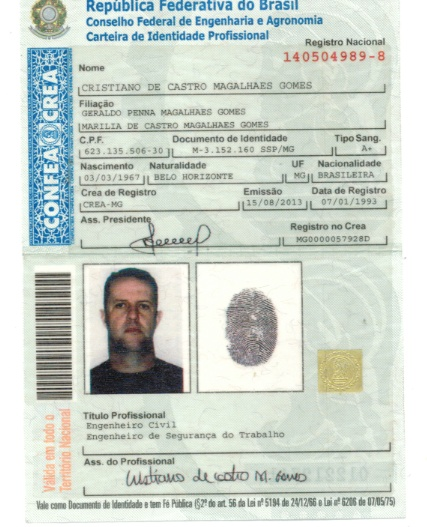 República Federativa do Brasil
Conselho Federal de Engenharia e Agronomia
Carteira de Identidade Profissional
Registro Nacional
140504989-8
Nome
CRISTIANO DE CASTRO MAGALHAES GOMES
Filiação
GERALDO PENNA MAGALHAES GOMES
MARILIA DE CASTRO MAGALHAES GOMES
C.P.F. Documento de Identidade Tipo Sang.
623.135.506-30 M-3.152.160 SSP/MG A+
Nascimento Naturalidade UF Nacionalidade
03/03/1967 BELO HORIZONTE MG BRASILEIRA
Crea de Registro Emissão Data de Registro
CREA-MG 15/08/2013 07/01/1993
Ass. Presidente Registro no Crea
MG0000057928D
CONFEA CREA
Título Profissional
Engenheiro Civil
Engenheiro de Segurança do Trabalho
Válida em todo o
Território Nacional
Ass. do Profissional
Cristiano de Castro M. Gomes
Vale como Documento de Identidade e tem Fé Pública (§2º do art. 56 da Lei nº 5194 de 24/12/66 e Lei nº 6206 de 07/05/75)